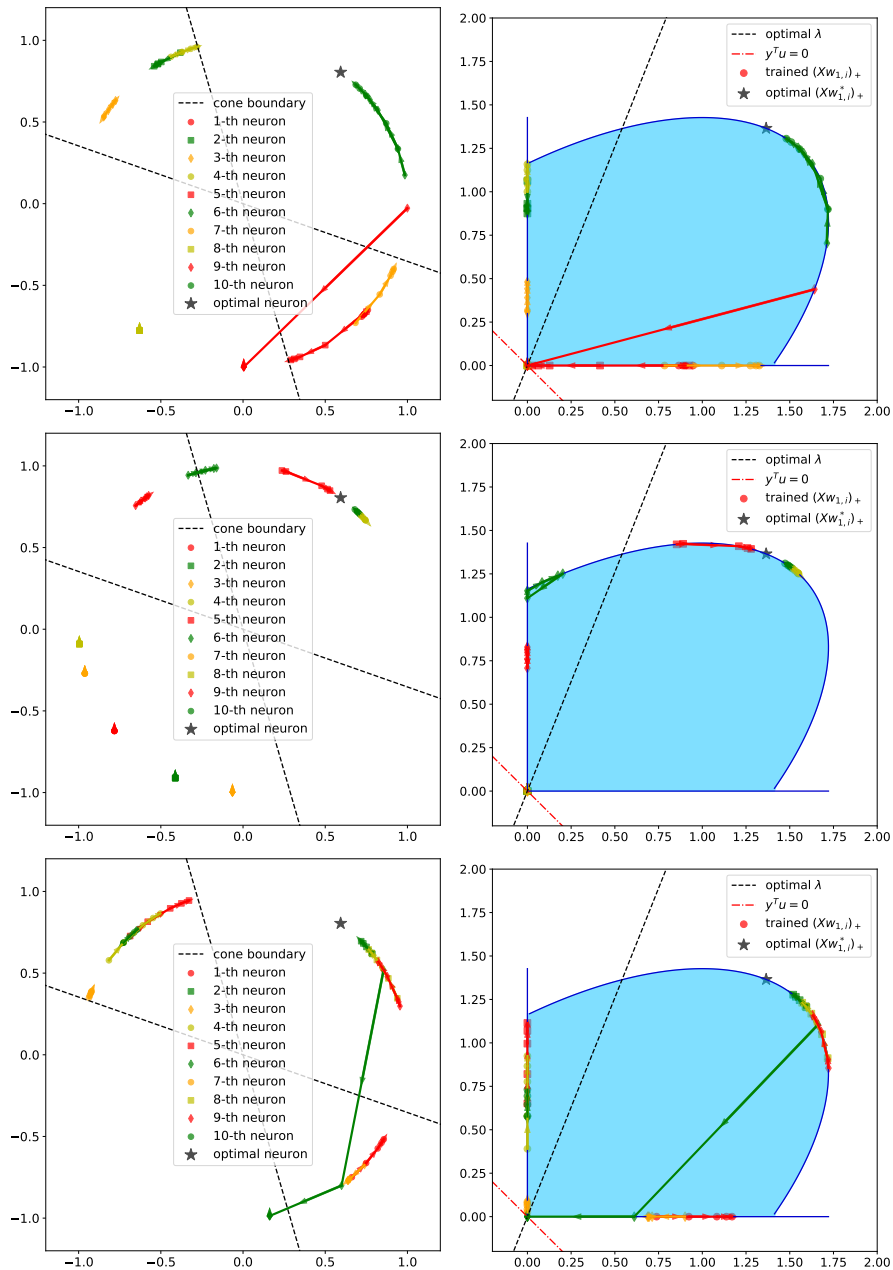 1.0
0.5
0.0
−0.5
−1.0
−1.0 −0.5 0.0 0.5 1.0
cone boundary
1-th neuron
2-th neuron
3-th neuron
4-th neuron
5-th neuron
6-th neuron
7-th neuron
8-th neuron
9-th neuron
10-th neuron
optimal neuron
2.00
1.75
1.50
1.25
1.00
0.75
0.50
0.25
0.00
0.00 0.25 0.50 0.75 1.00 1.25 1.50 1.75 2.00
optimal λ
yᵀu = 0
trained (Xw₁,ᵢ)₊
optimal (Xw*₁,ᵢ)₊
1.0
0.5
0.0
−0.5
−1.0
−1.0 −0.5 0.0 0.5 1.0
cone boundary
1-th neuron
2-th neuron
3-th neuron
4-th neuron
5-th neuron
6-th neuron
7-th neuron
8-th neuron
9-th neuron
10-th neuron
optimal neuron
2.00
1.75
1.50
1.25
1.00
0.75
0.50
0.25
0.00
0.00 0.25 0.50 0.75 1.00 1.25 1.50 1.75 2.00
optimal λ
yᵀu = 0
trained (Xw₁,ᵢ)₊
optimal (Xw*₁,ᵢ)₊
1.0
0.5
0.0
−0.5
−1.0
−1.0 −0.5 0.0 0.5 1.0
cone boundary
1-th neuron
2-th neuron
3-th neuron
4-th neuron
5-th neuron
6-th neuron
7-th neuron
8-th neuron
9-th neuron
10-th neuron
optimal neuron
2.00
1.75
1.50
1.25
1.00
0.75
0.50
0.25
0.00
0.00 0.25 0.50 0.75 1.00 1.25 1.50 1.75 2.00
optimal λ
yᵀu = 0
trained (Xw₁,ᵢ)₊
optimal (Xw*₁,ᵢ)₊